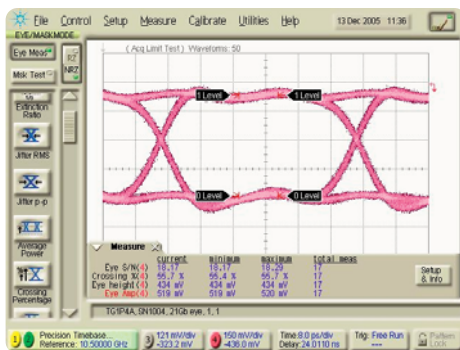 File Control Setup Measure Calibrate Utilities Help 13 Dec 2005 11:36
EYE/MASK MODE
Eye Meas
RZ
NRZ
Msk Test
( Acq Limit Test ) Waveforms: 50
1 Level 1 Level
0 Level 0 Level
Extinction
Ratio
Jitter RMS
Jitter p-p
Average
Power
Crossing
Percentage
Measure
current minimum maximum total meas
Eye S/N(4) 18.17 18.17 18.29 17
Crossing %(4) 55.7 % 55.4 % 55.7 % 17
Eye height(4) 434 mV 434 mV 434 mV 17
Eye Amp(4) 519 mV 519 mV 520 mV 17
Setup
& Info
TG1P4A, SN1004, 21Gb eye, 1, 1
Precision Timebase...
Reference: 10.50000 GHz
3) 121 mV/div
-323.2 mV
4) 150 mV/div
-436.0 mV
Time:8.0 ps/div
Delay:24.0110 ns
Trig: Free Run
---
Pattern
Lock